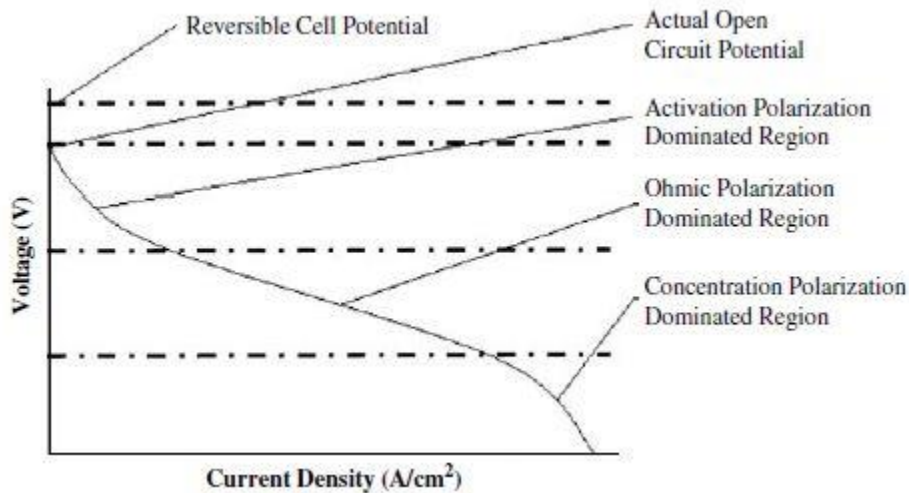 Reversible Cell Potential
Actual Open
Circuit Potential
Activation Polarization
Dominated Region
Ohmic Polarization
Dominated Region
Concentration Polarization
Dominated Region
Voltage (V)
Current Density (A/cm²)